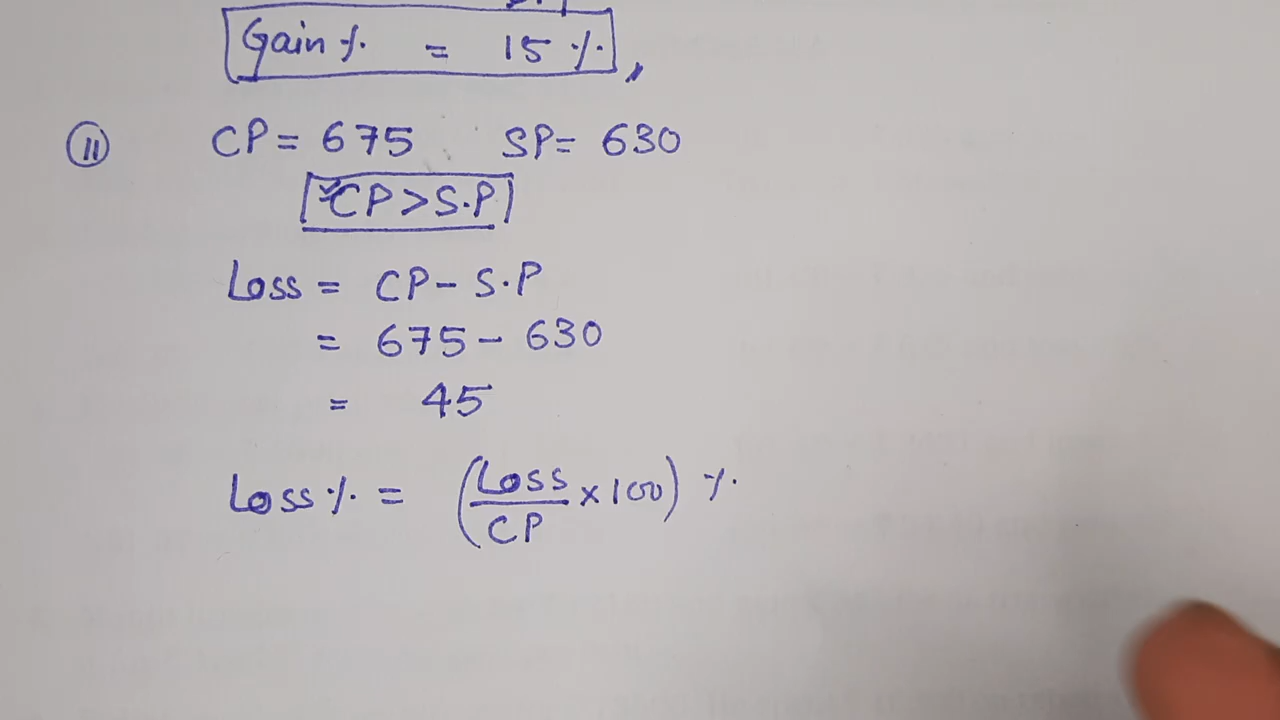 Gain % = 15 %,
(11) CP = 675 SP = 630
CP > S.P
Loss = CP - S.P
= 675 - 630
= 45
Loss % = (Loss/CP × 100) %